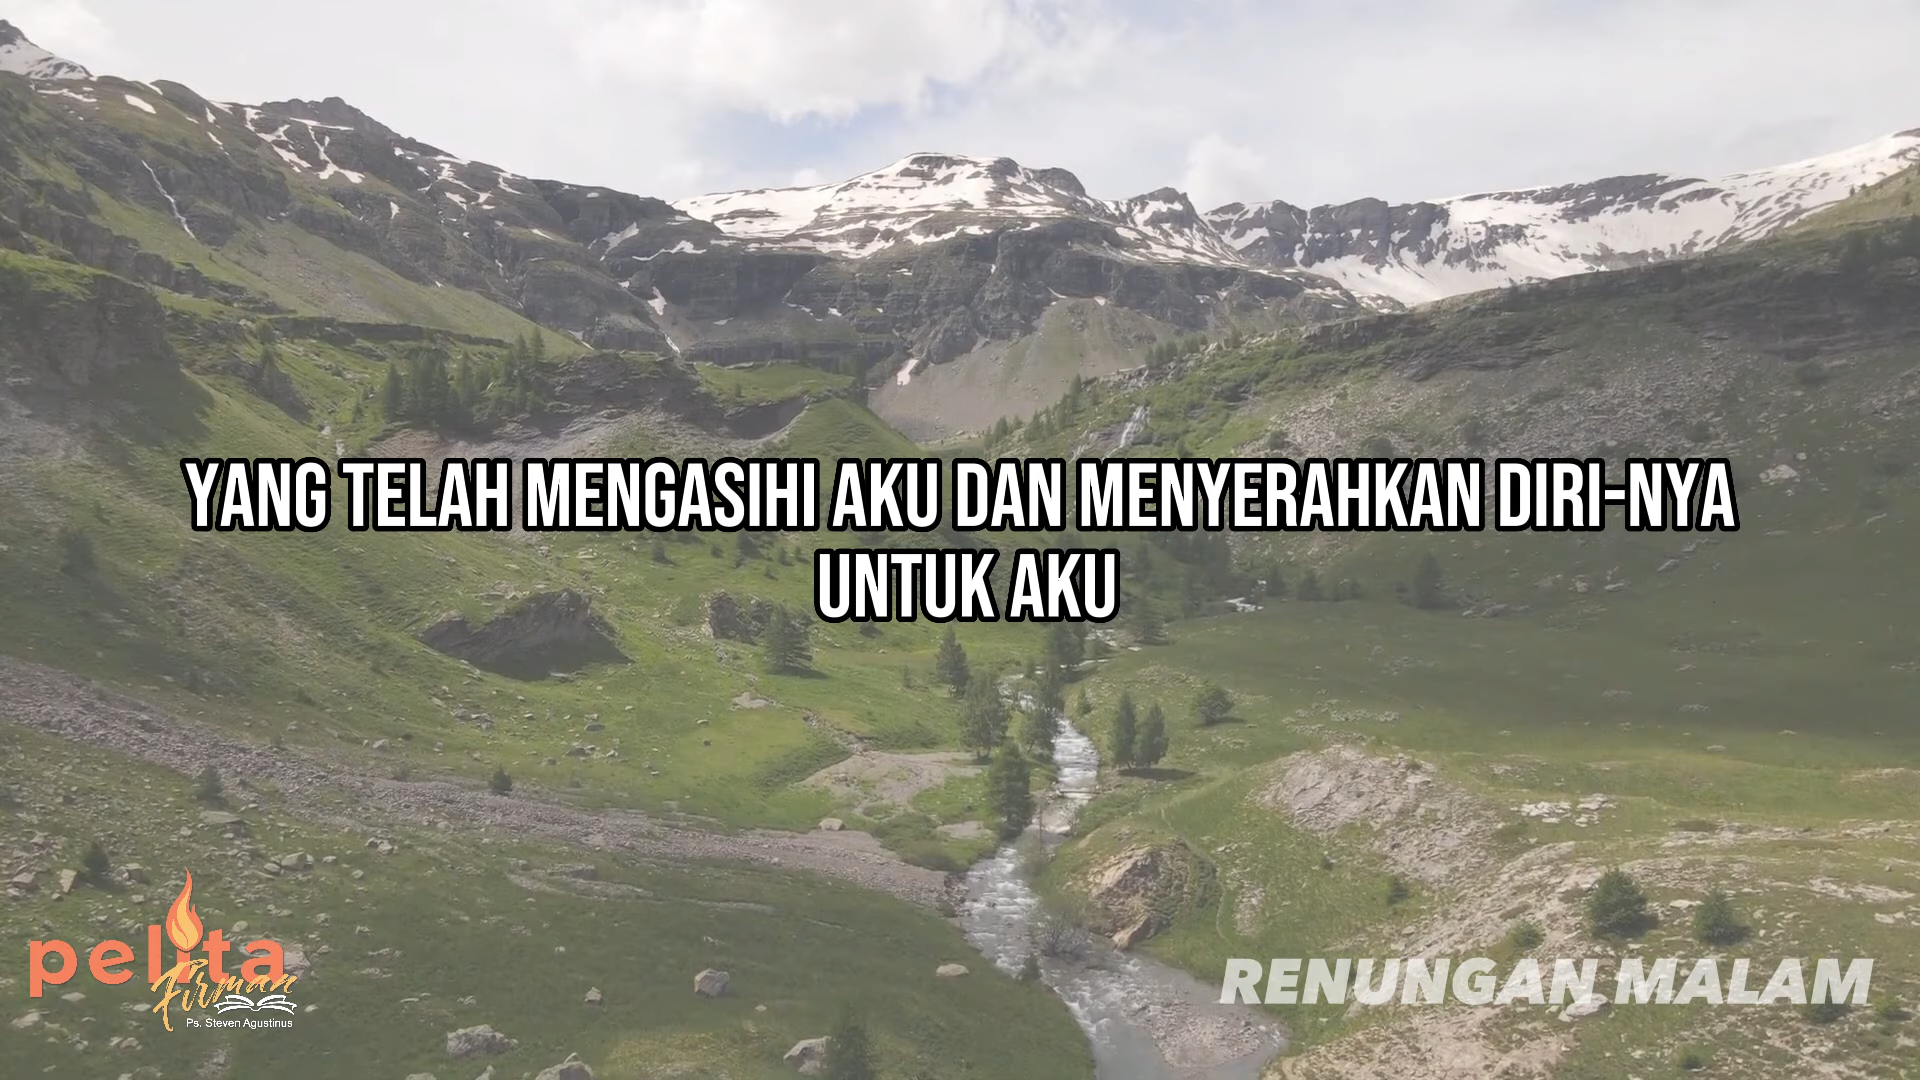 YANG TELAH MENGASIHI AKU DAN MENYERAHKAN DIRI-NYA
UNTUK AKU
pelita
Firman
Ps. Steven Agustinus
RENUNGAN MALAM